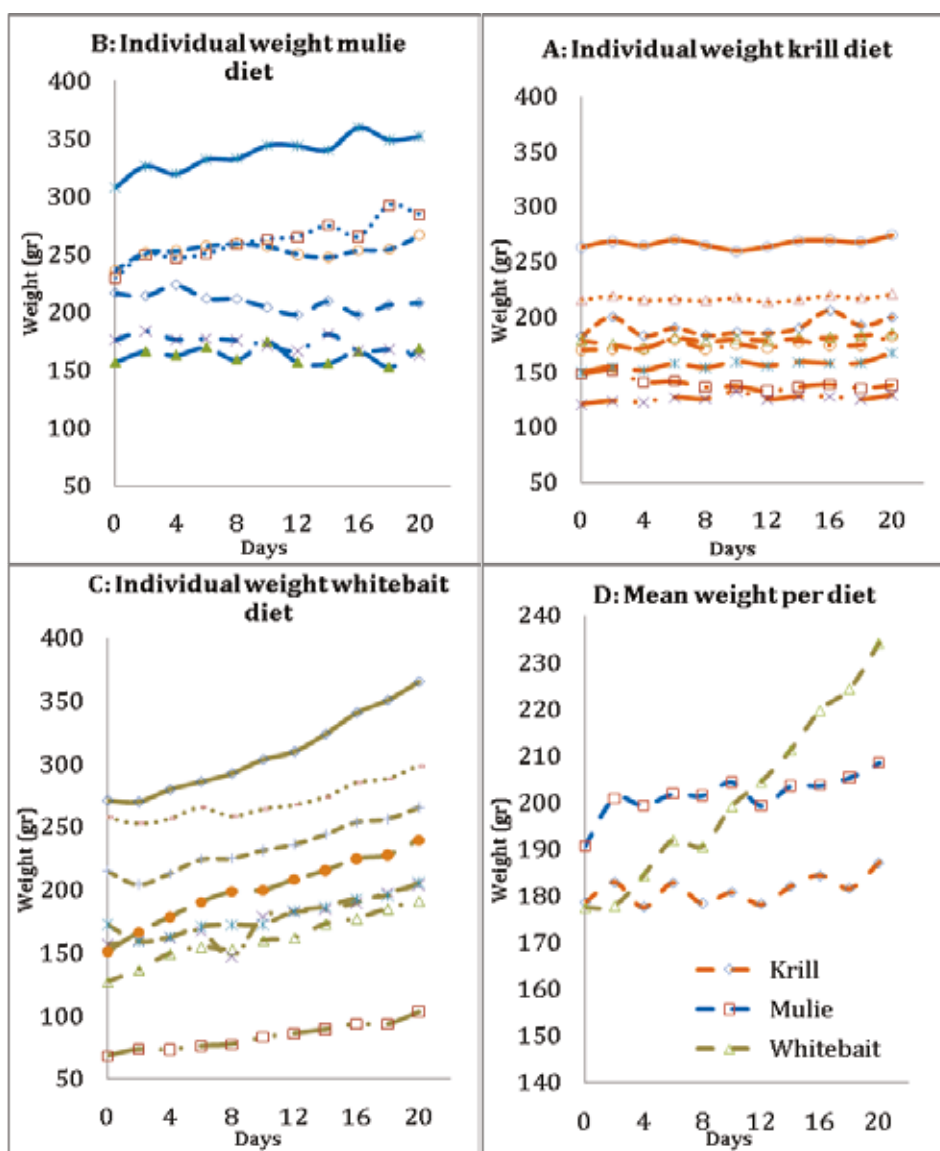 B: Individual weight mulie
diet
400
350
300
250
200
150
100
50
Weight (gr)
0 4 8 12 16 20
Days
A: Individual weight krill diet
400
350
300
250
200
150
100
50
Weight (gr)
0 4 8 12 16 20
Days
C: Individual weight whitebait
diet
400
350
300
250
200
150
100
50
Weight (gr)
0 4 8 12 16 20
Days
D: Mean weight per diet
240
230
220
210
200
190
180
170
160
150
140
Weight (gr)
Krill
Mulie
Whitebait
0 4 8 12 16 20
Days